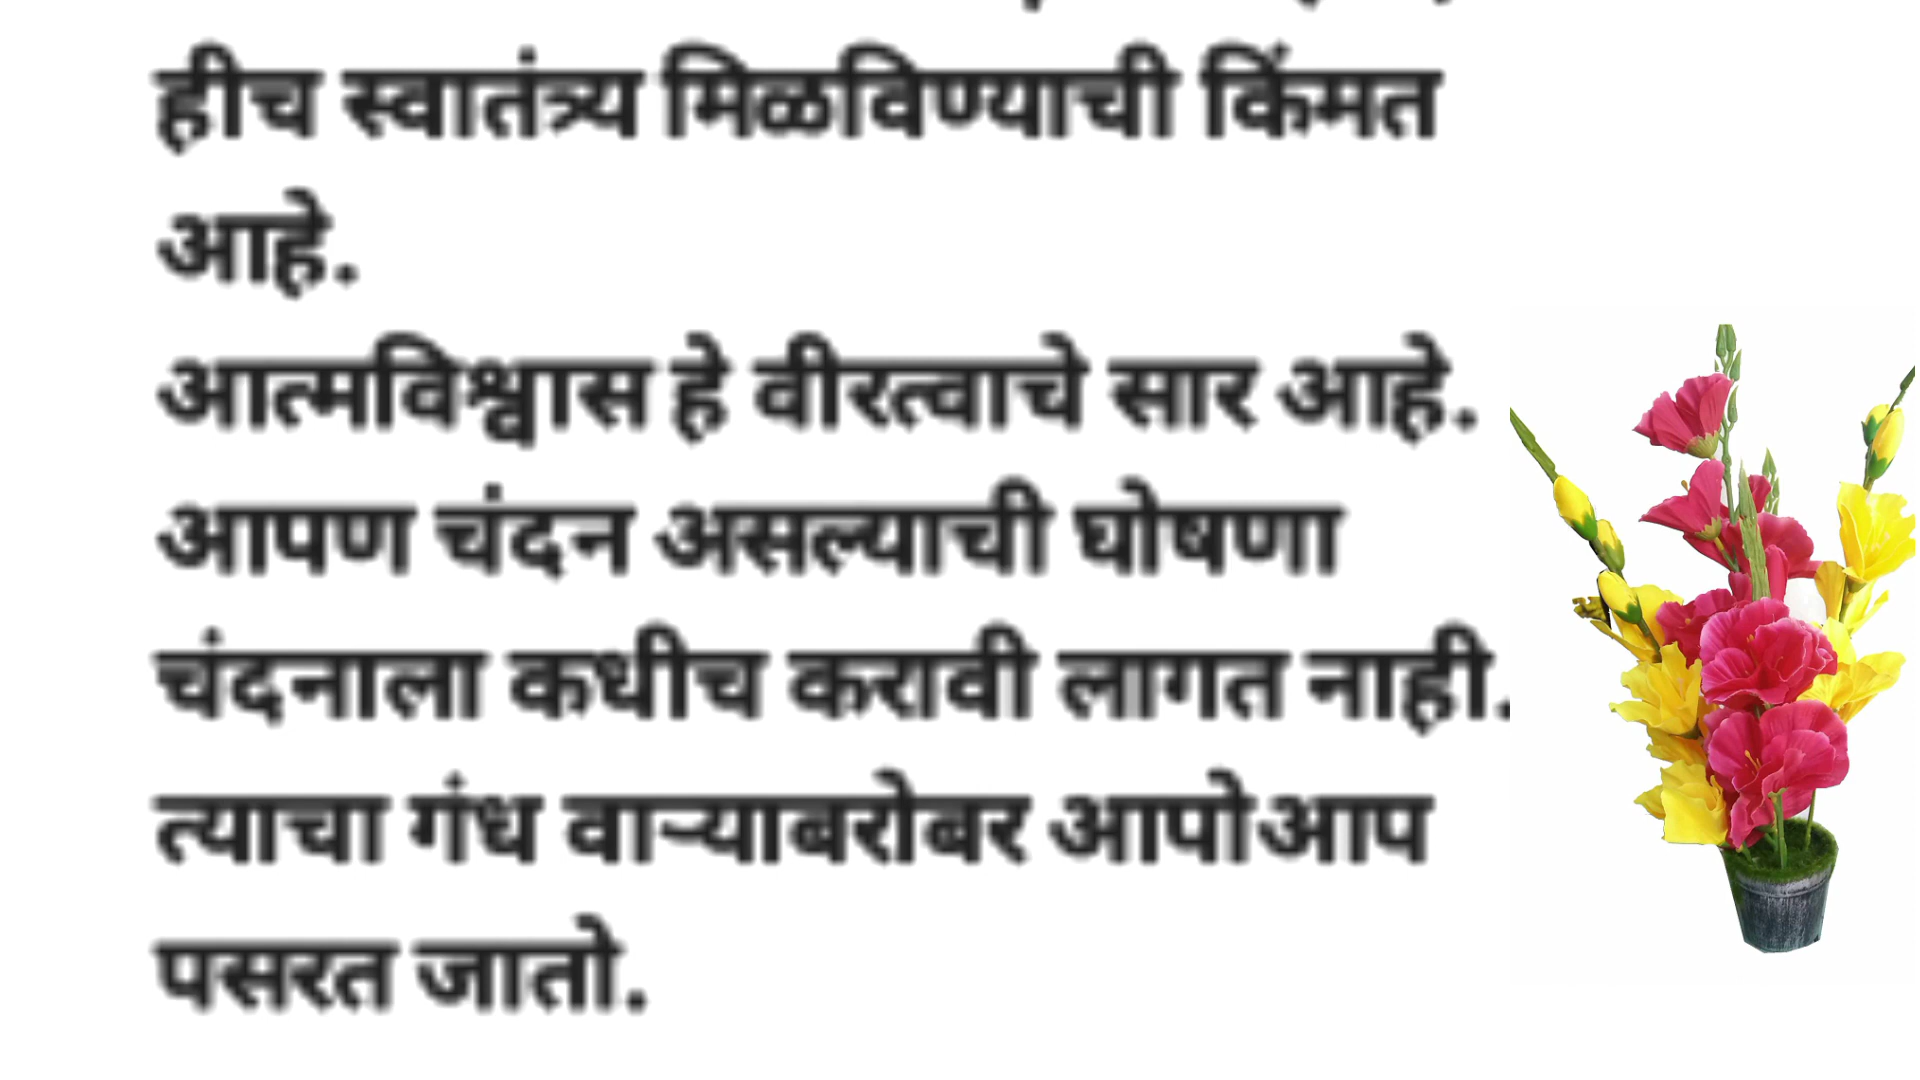 हीच स्वातंत्र्य मिळविण्याची किंमत
आहे.
आत्मविश्वास हे वीरत्वाचे सार आहे.
आपण चंदन असल्याची घोषणा
चंदनाला कधीच करावी लागत नाही.
त्याचा गंध वाऱ्याबरोबर आपोआप
पसरत जातो.